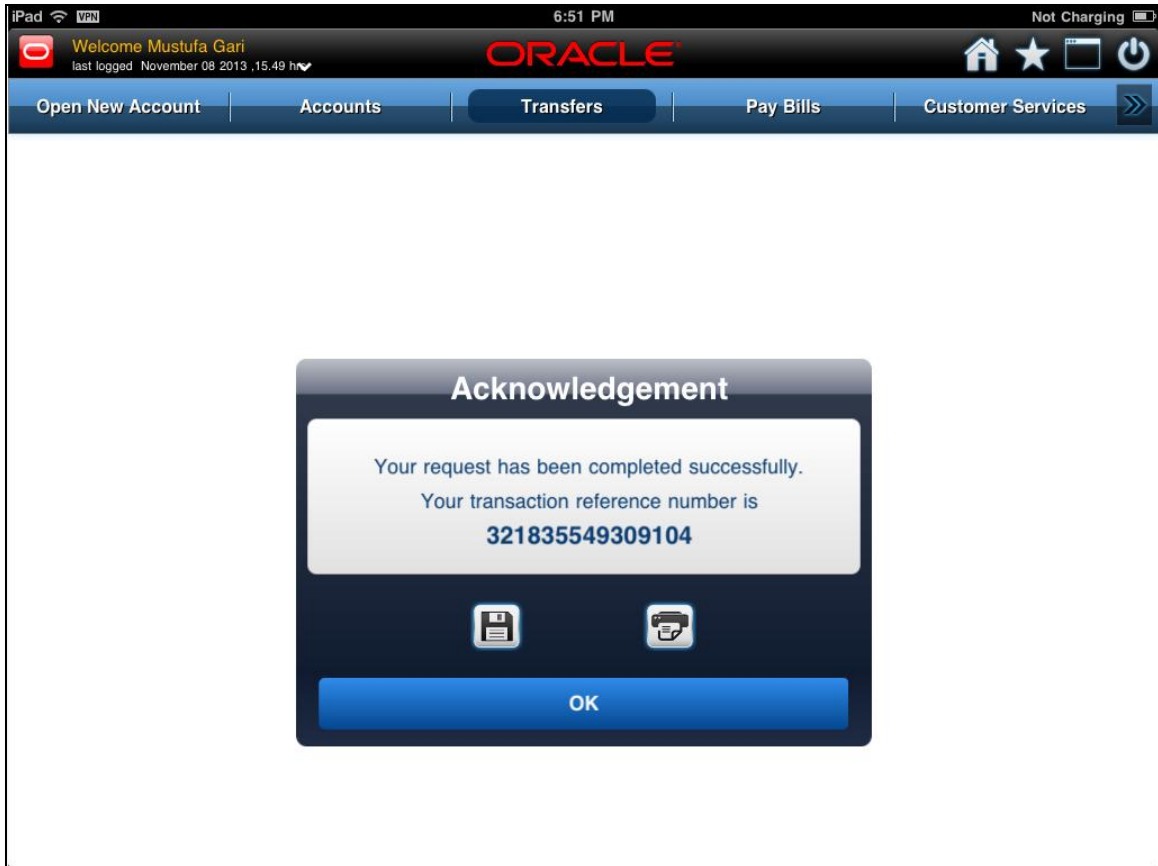 iPad VPN 6:51 PM Not Charging
Welcome Mustufa Gari
last logged November 08 2013 ,15.49 hrs
ORACLE
Open New Account Accounts Transfers Pay Bills Customer Services
Acknowledgement
Your request has been completed successfully.
Your transaction reference number is
321835549309104
OK